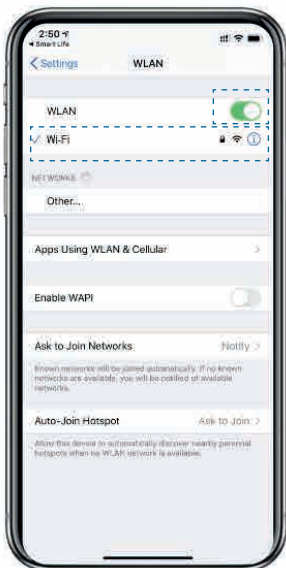 2:50
Smart Life
Settings
WLAN
WLAN
Wi-Fi
NETWORKS
Other...
Apps Using WLAN & Cellular
Enable WAPI
Ask to Join Networks
Notify
Known networks will be joined automatically. If no known
networks are available, you will be notified of available
networks.
Auto-Join Hotspot
Ask to Join
Allow this device to automatically discover nearby personal
hotspots when no WLAN network is available.